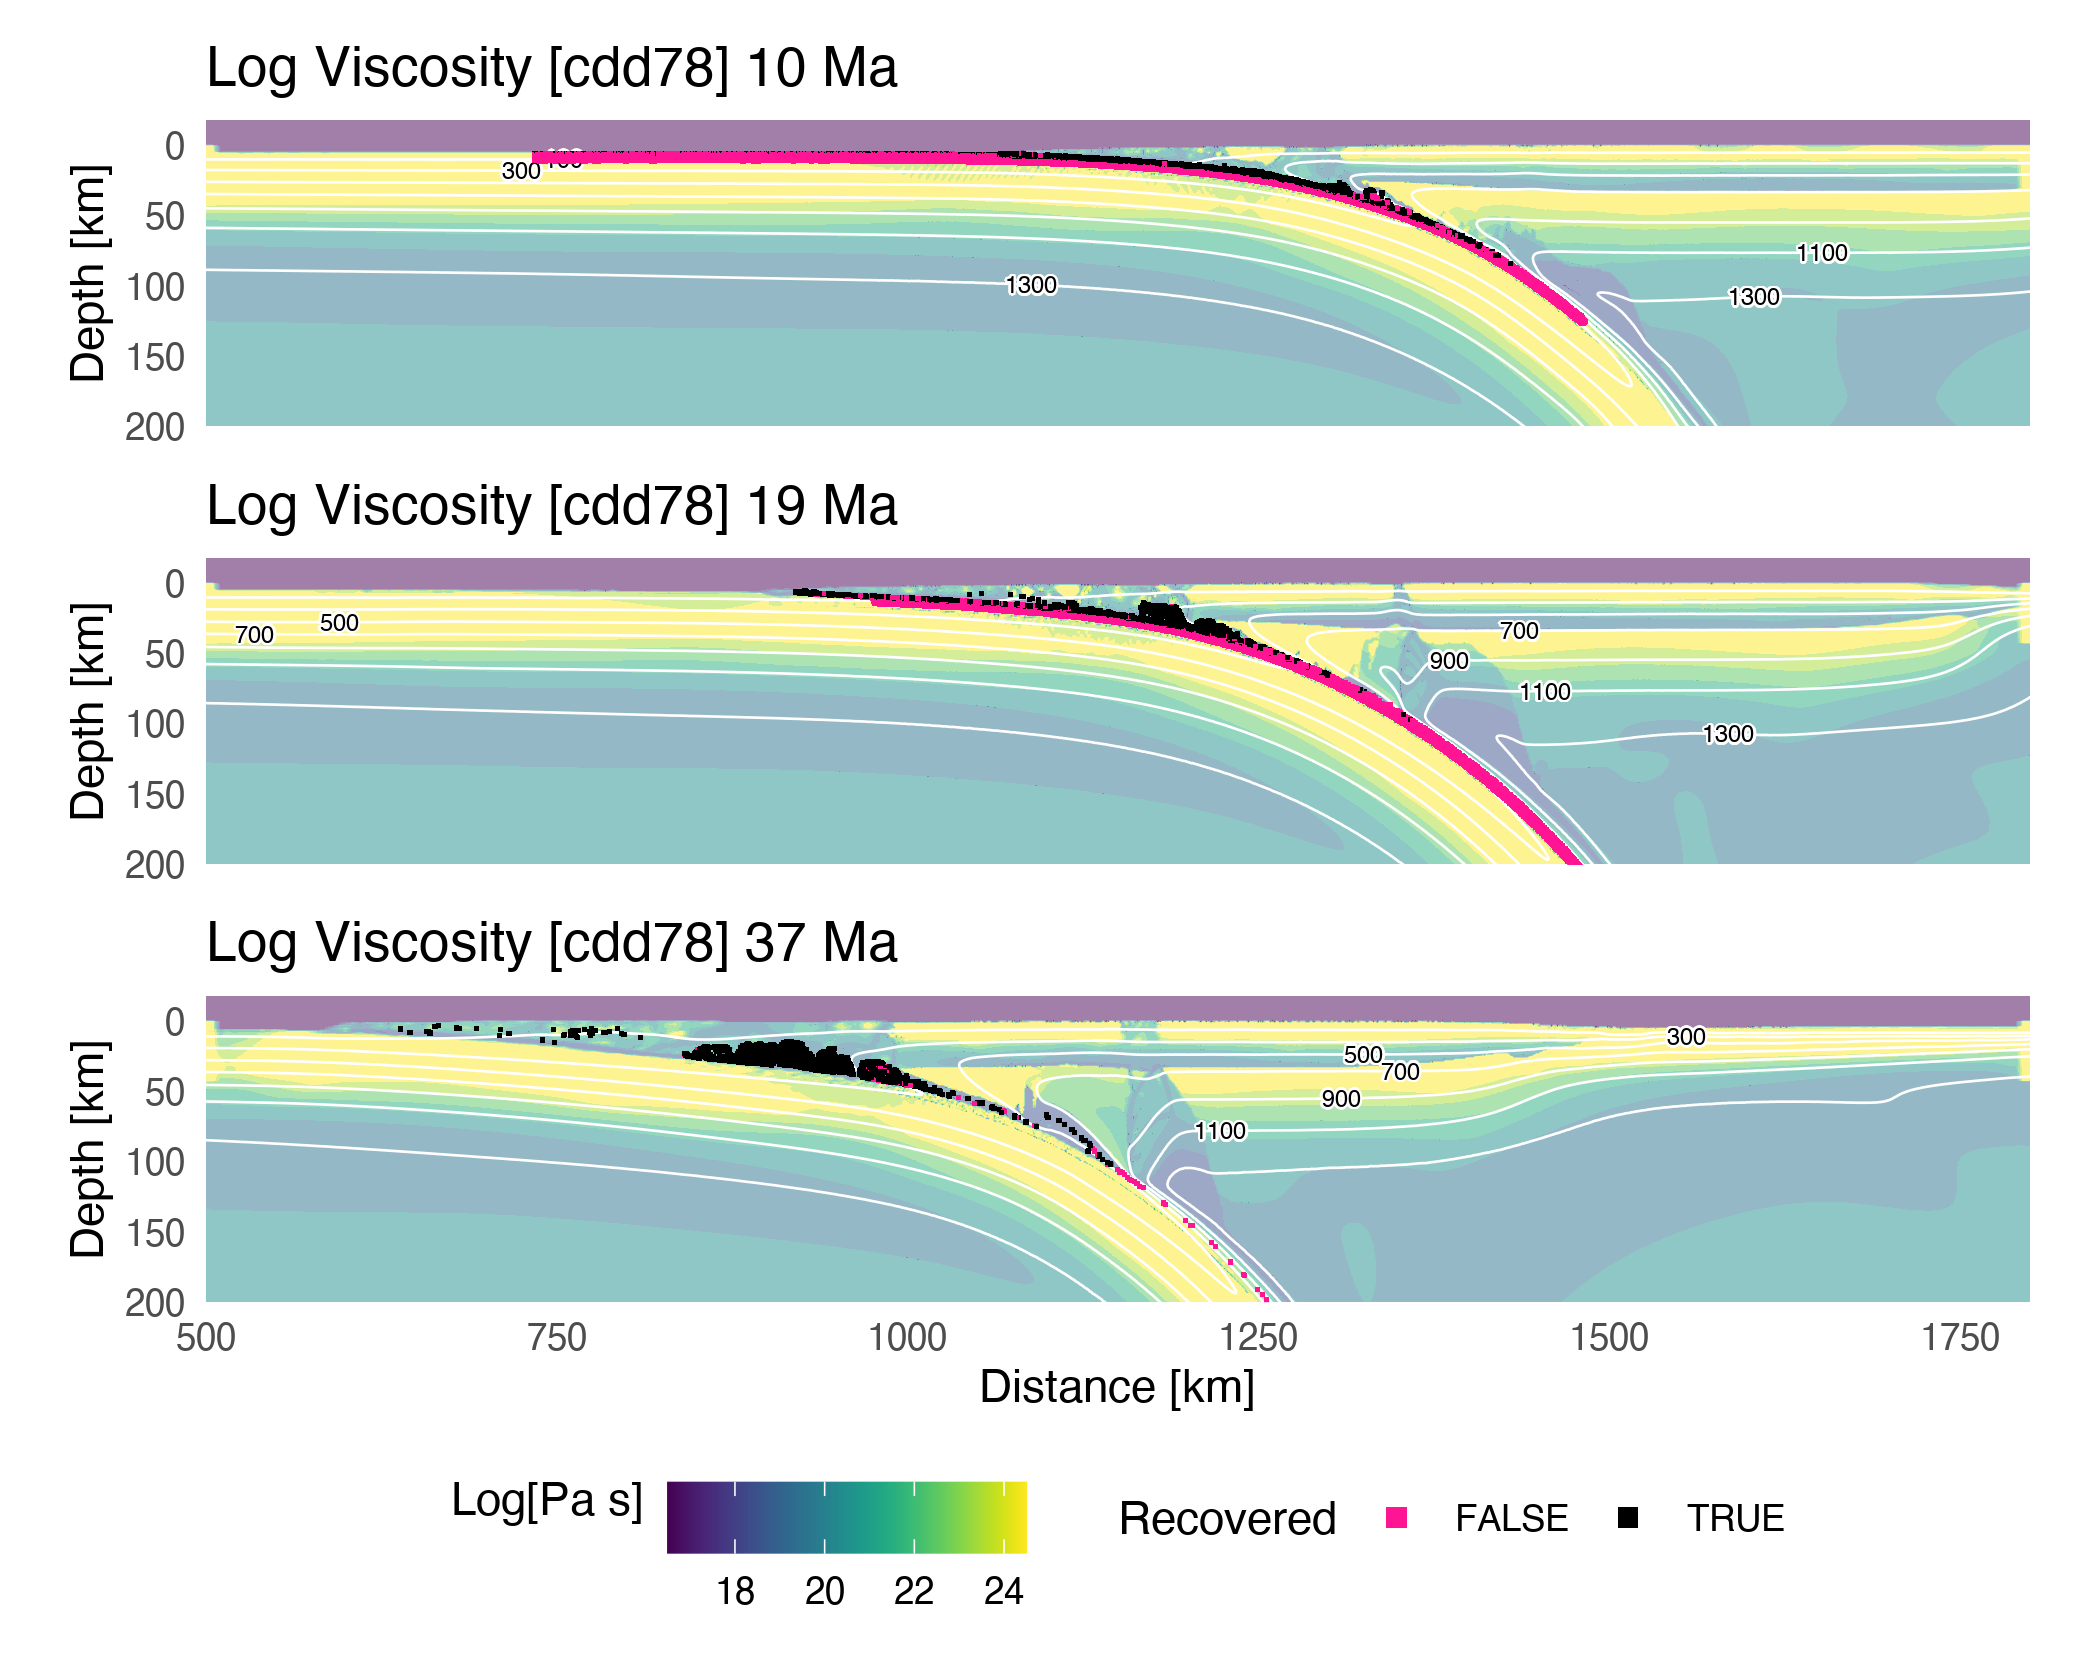 Log Viscosity [cdd78] 10 Ma
0
50
100
150
200
Depth [km]
300
1300
1100
1300
Log Viscosity [cdd78] 19 Ma
0
50
100
150
200
Depth [km]
700
500
700
900
1100
1300
Log Viscosity [cdd78] 37 Ma
0
50
100
150
200
Depth [km]
300
500
700
900
1100
500 750 1000 1250 1500 1750
Distance [km]
Log[Pa s]
18 20 22 24
Recovered FALSE TRUE